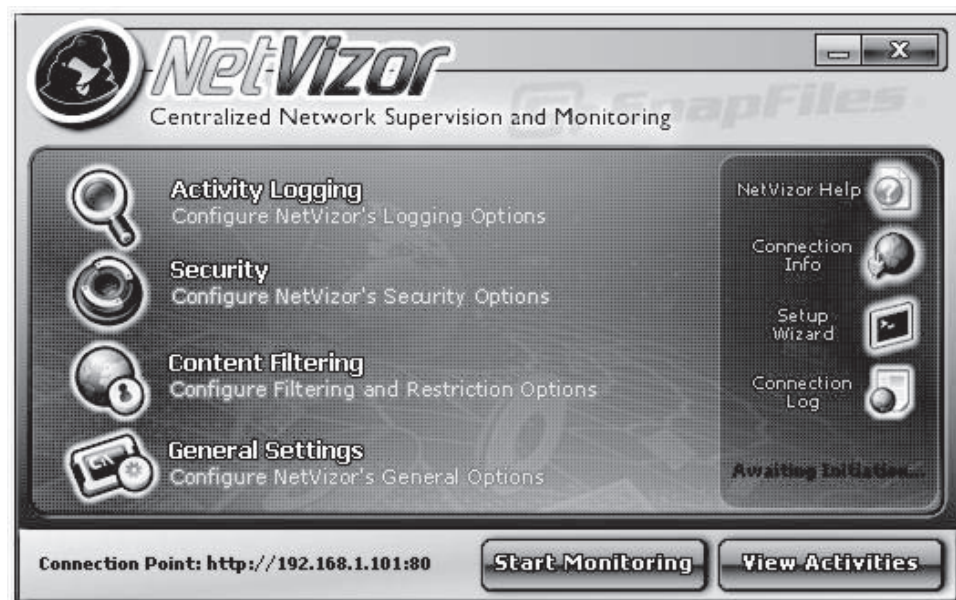 NetVizor
Centralized Network Supervision and Monitoring
SnapFiles
Activity Logging
Configure NetVizor's Logging Options
Security
Configure NetVizor's Security Options
Content Filtering
Configure Filtering and Restriction Options
General Settings
Configure NetVizor's General Options
NetVizor Help
Connection
Info
Setup
Wizard
Connection
Log
Awaiting Initiation...
Connection Point: http://192.168.1.101:80
Start Monitoring
View Activities